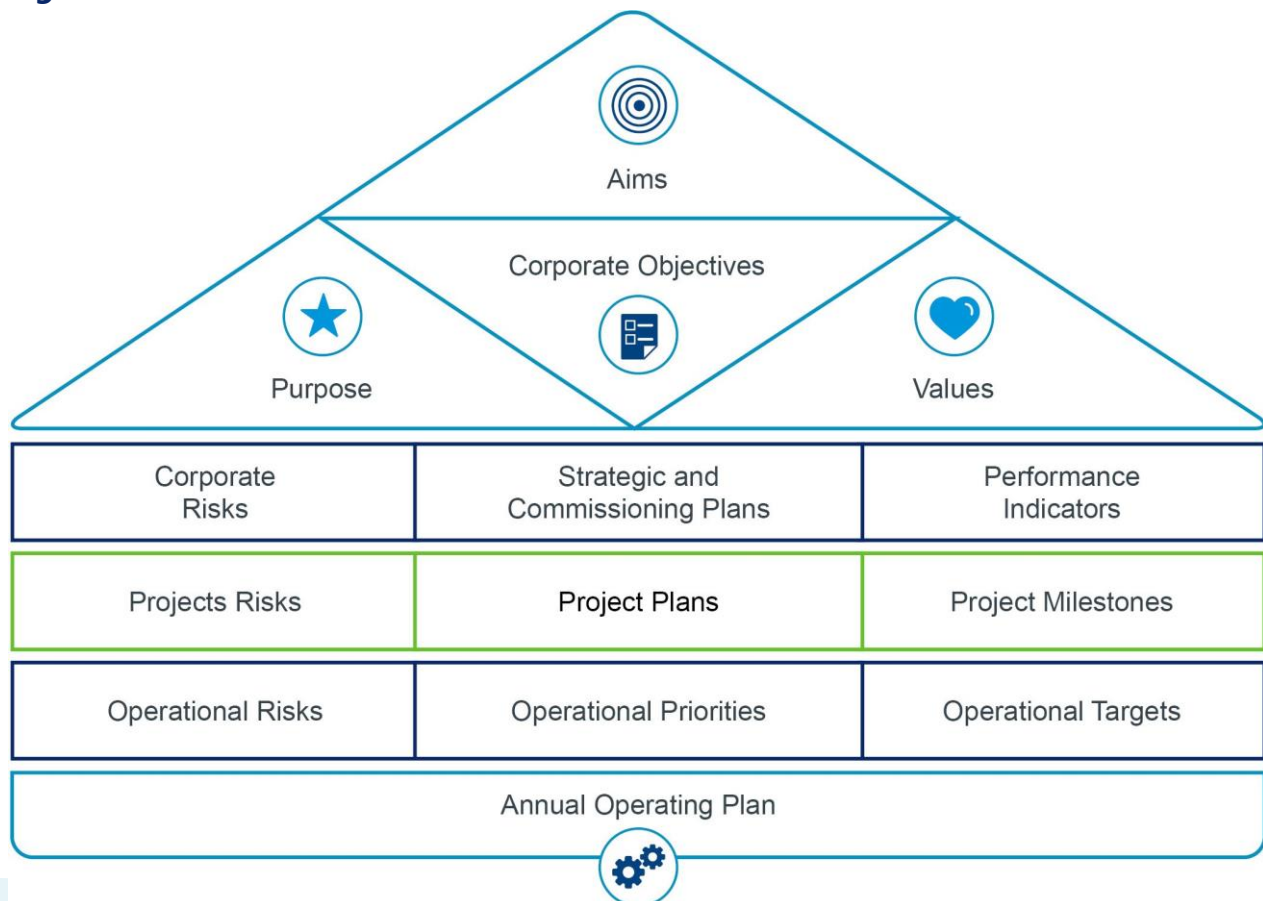 Aims
Corporate Objectives
Purpose
Values
Corporate
Risks
Strategic and
Commissioning Plans
Performance
Indicators
Projects Risks
Project Plans
Project Milestones
Operational Risks
Operational Priorities
Operational Targets
Annual Operating Plan